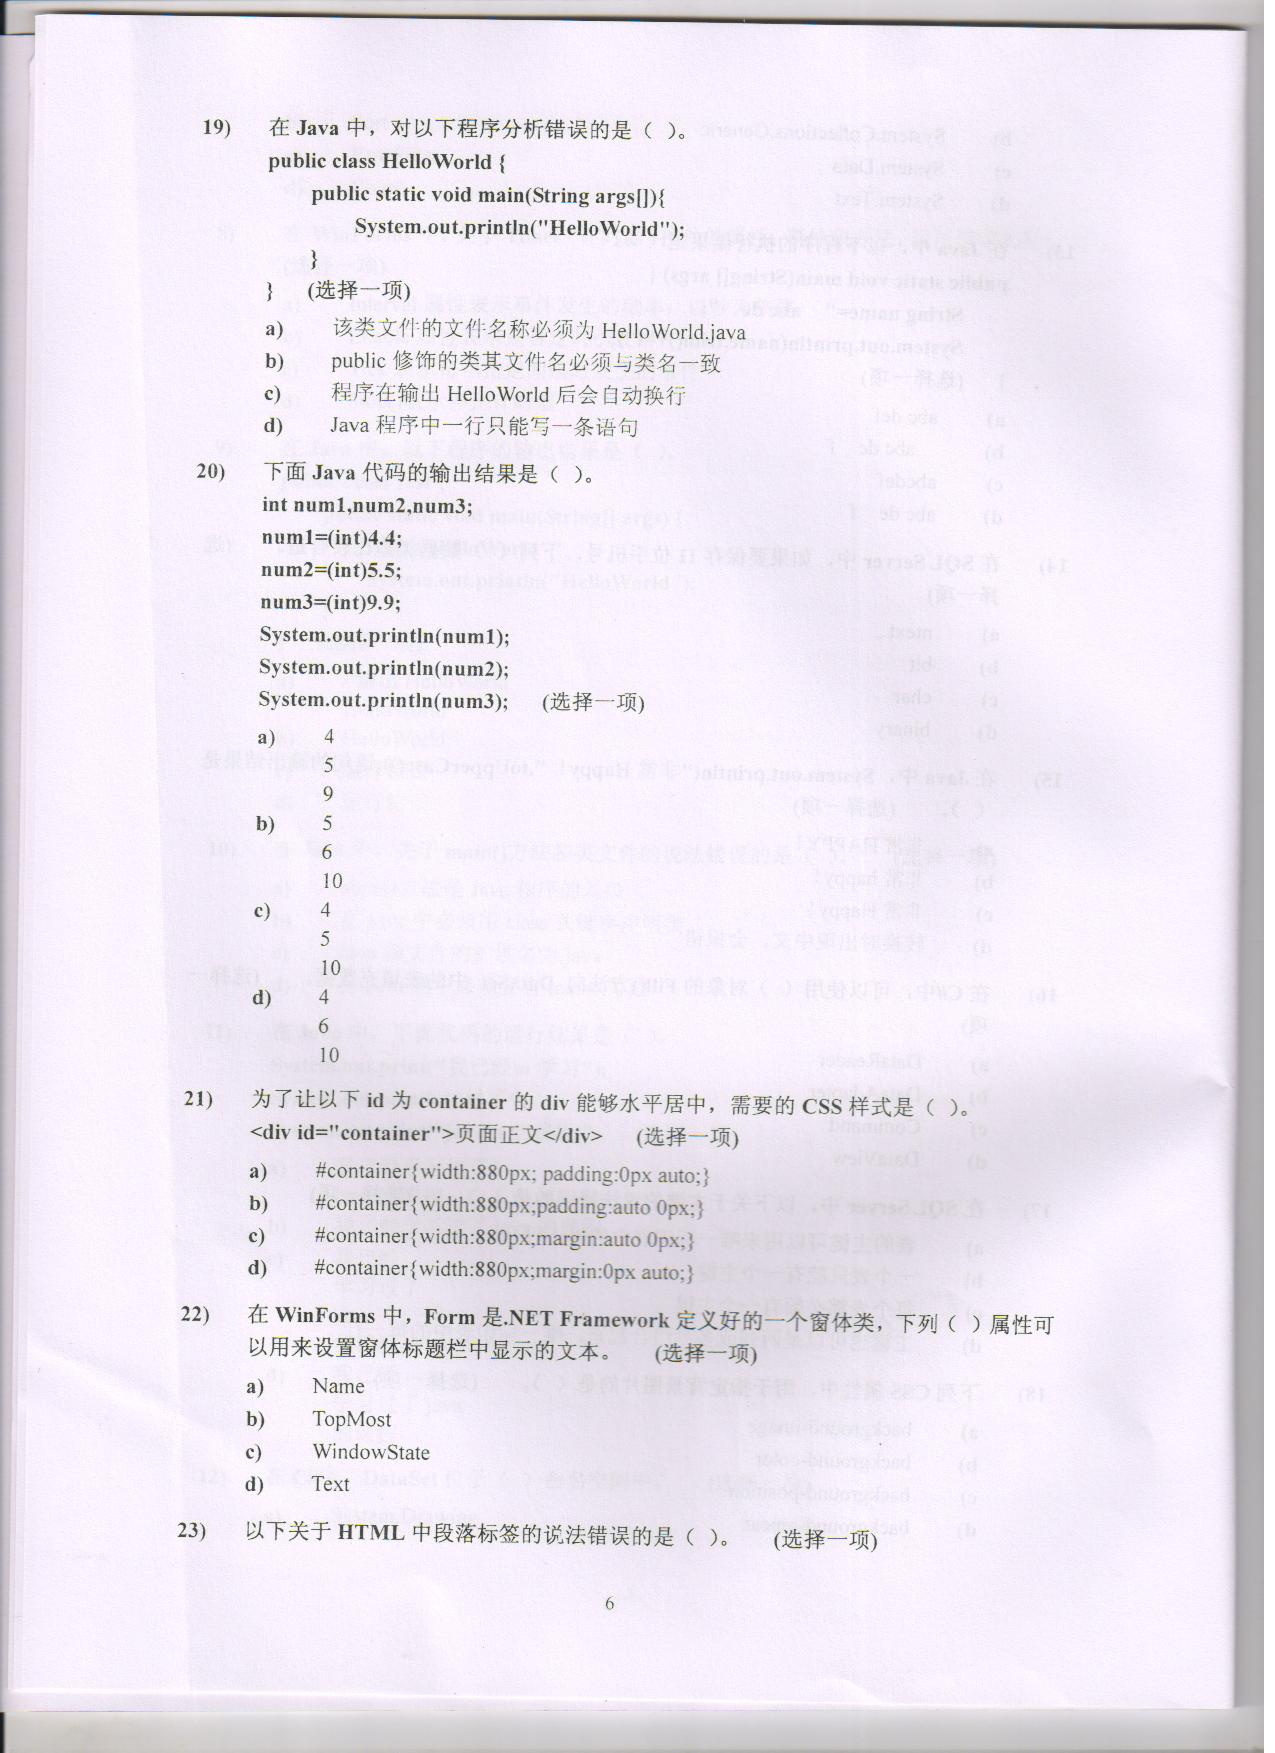 19) 在 Java 中，对以下程序分析错误的是（ ）。
public class HelloWorld {
public static void main(String args[]){
System.out.println("HelloWorld");
}
} (选择一项)
a) 该类文件的文件名称必须为 HelloWorld.java
b) public 修饰的类其文件名必须与类名一致
c) 程序在输出 HelloWorld 后会自动换行
d) Java 程序中一行只能写一条语句
20) 下面 Java 代码的输出结果是（ ）。
int num1,num2,num3;
num1=(int)4.4;
num2=(int)5.5;
num3=(int)9.9;
System.out.println(num1);
System.out.println(num2);
System.out.println(num3); (选择一项)
a) 4
5
9
b) 5
6
10
c) 4
5
10
d) 4
6
10
21) 为了让以下 id 为 container 的 div 能够水平居中，需要的 CSS 样式是（ ）。
<div id="container">页面正文</div> (选择一项)
a) #container{width:880px; padding:0px auto;}
b) #container{width:880px;padding:auto 0px;}
c) #container{width:880px;margin:auto 0px;}
d) #container{width:880px;margin:0px auto;}
22) 在 WinForms 中，Form 是.NET Framework 定义好的一个窗体类，下列（ ）属性可
以用来设置窗体标题栏中显示的文本。 (选择一项)
a) Name
b) TopMost
c) WindowState
d) Text
23) 以下关于 HTML 中段落标签的说法错误的是（ ）。 (选择一项)
6